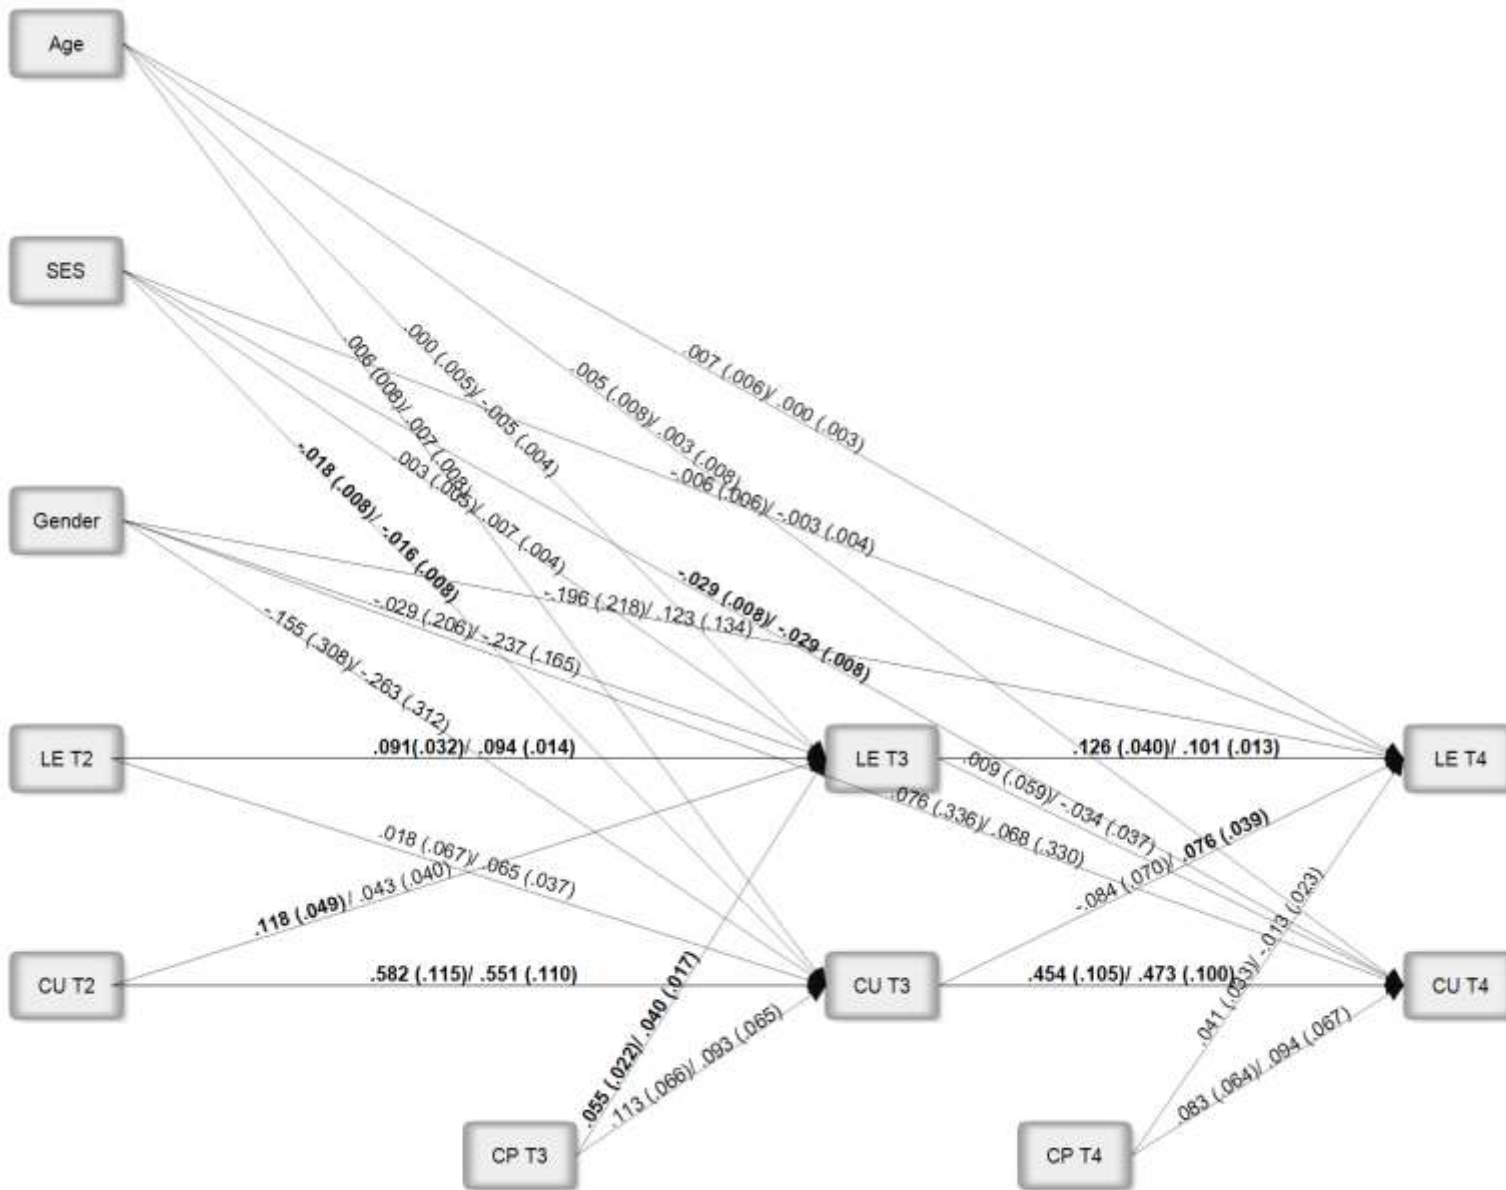 Age
SES
Gender
LE T2
CU T2
LE T3
CU T3
LE T4
CU T4
CP T3
CP T4
.006 (008)/ .007 (.008)
.000 (.005)/ -.005 (.004)
.005 (.008)/ .003 (.008)
.007 (.006)/ .000 (.003)
-.018 (.008)/ -.016 (.008)
.003 (.005)/ .007 (.004)
-.006 (.006)/ -.003 (.004)
-.029 (.008)/ -.029 (.008)
-.196 (.218)/ .123 (.134)
-.029 (.206)/ -.237 (.165)
-.155 (.308)/ -.263 (.312)
.091(.032)/ .094 (.014)
.126 (.040)/ .101 (.013)
.009 (.059)/ -.034 (.037)
.076 (.336)/ .068 (.330)
.018 (.067)/ .065 (.037)
.118 (.049)/ .043 (.040)
-.084 (.070)/ .076 (.039)
.582 (.115)/ .551 (.110)
.454 (.105)/ .473 (.100)
.055 (.022)/ .040 (.017)
.113 (.066)/ .093 (.065)
.041 (.033)/ -.013 (.023)
.083 (.064)/ .094 (.067)